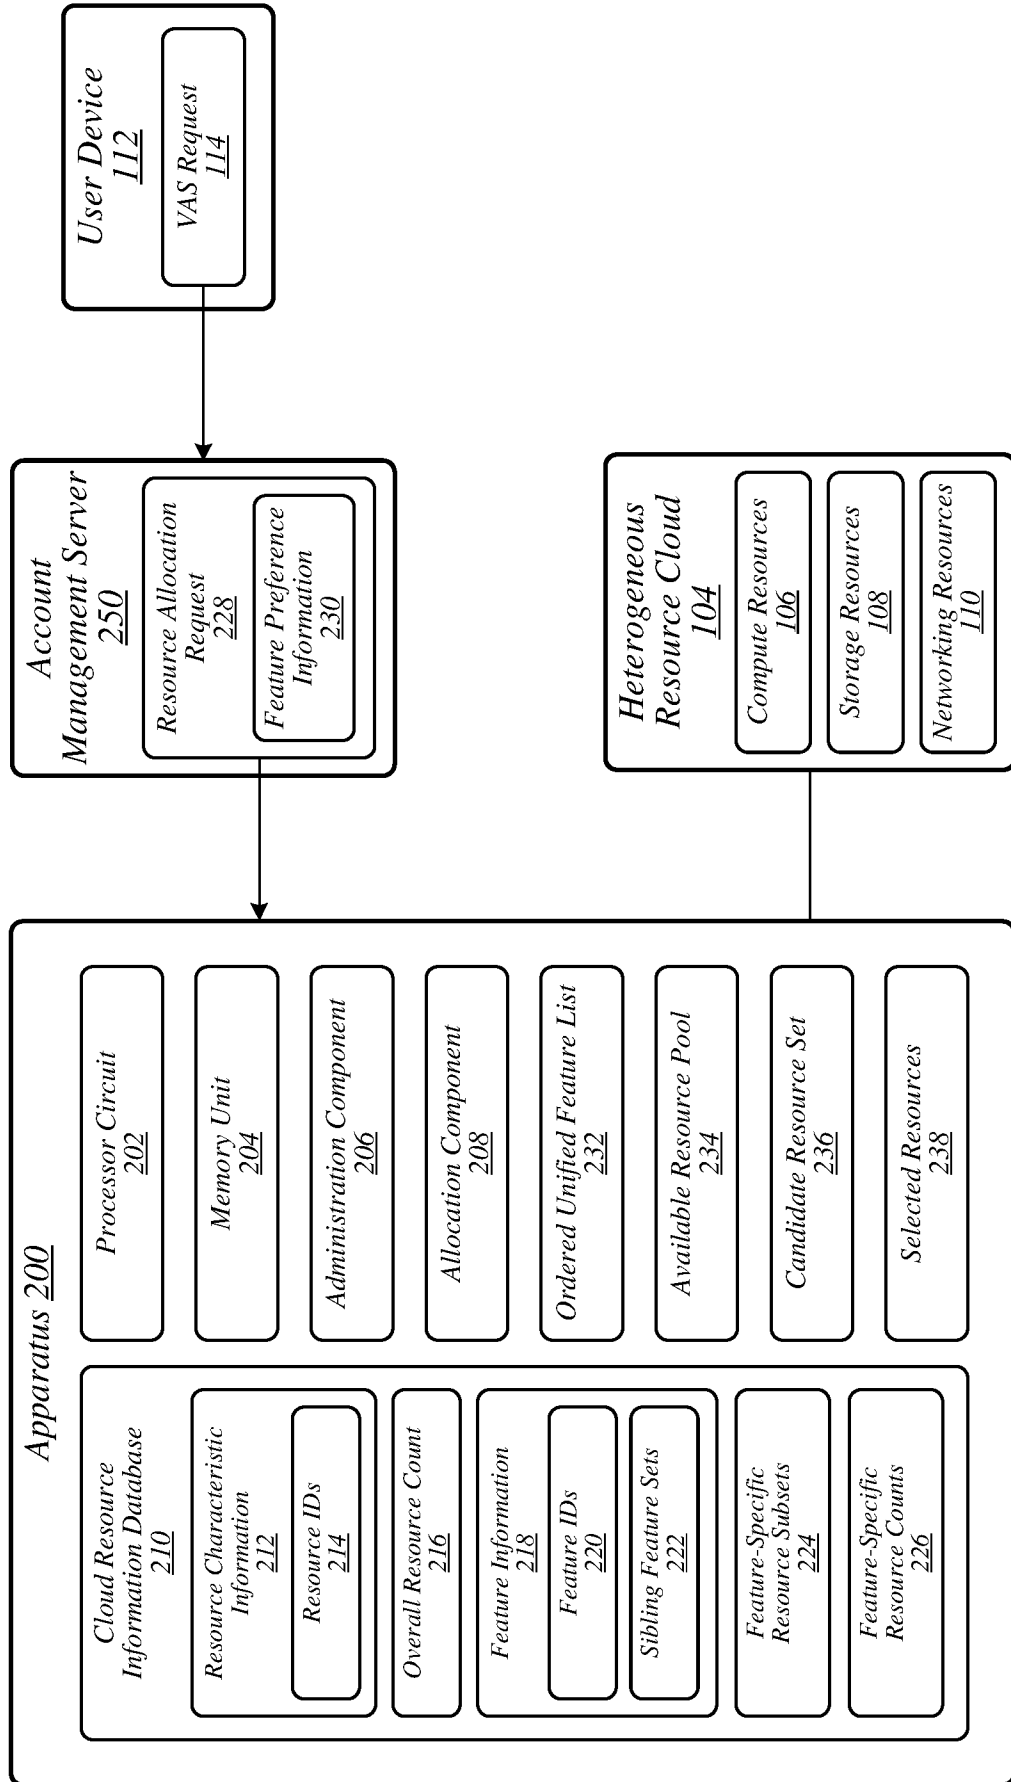 Apparatus 200
Cloud Resource
Information Database
210
Resource Characteristic
Information
212
Resource IDs
214
Overall Resource Count
216
Feature Information
218
Feature IDs
220
Sibling Feature Sets
222
Feature-Specific
Resource Subsets
224
Feature-Specific
Resource Counts
226
Processor Circuit
202
Memory Unit
204
Administration Component
206
Allocation Component
208
Ordered Unified Feature List
232
Available Resource Pool
234
Candidate Resource Set
236
Selected Resources
238
Account
Management Server
250
Resource Allocation
Request
228
Feature Preference
Information
230
Heterogeneous
Resource Cloud
104
Compute Resources
106
Storage Resources
108
Networking Resources
110
User Device
112
VAS Request
114